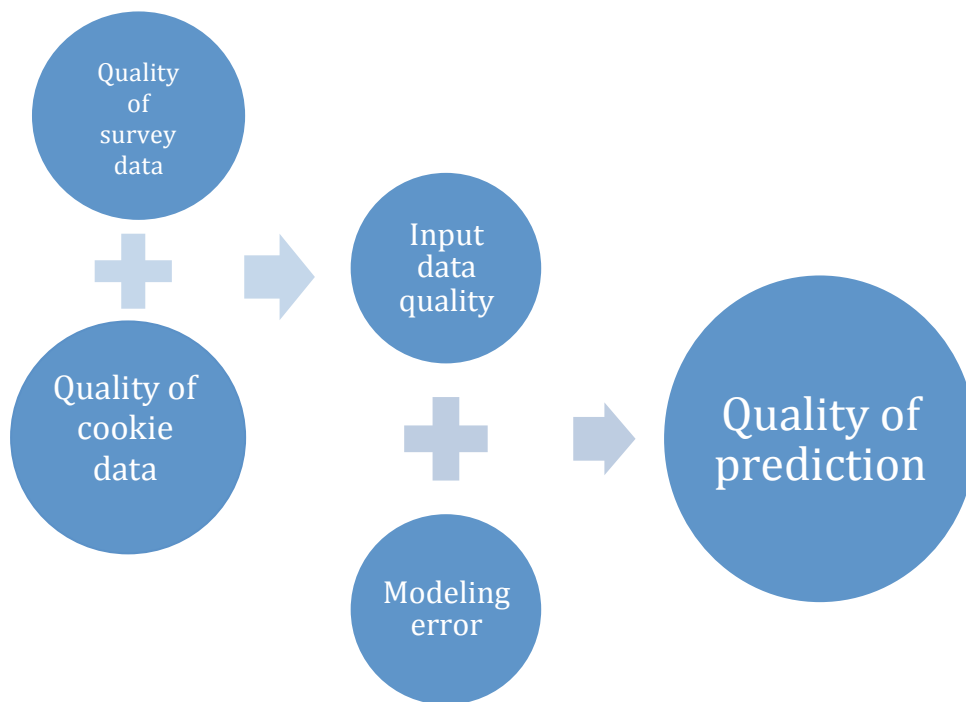 Quality
of
survey
data
Quality of
cookie
data
Input
data
quality
Modeling
error
Quality of
prediction